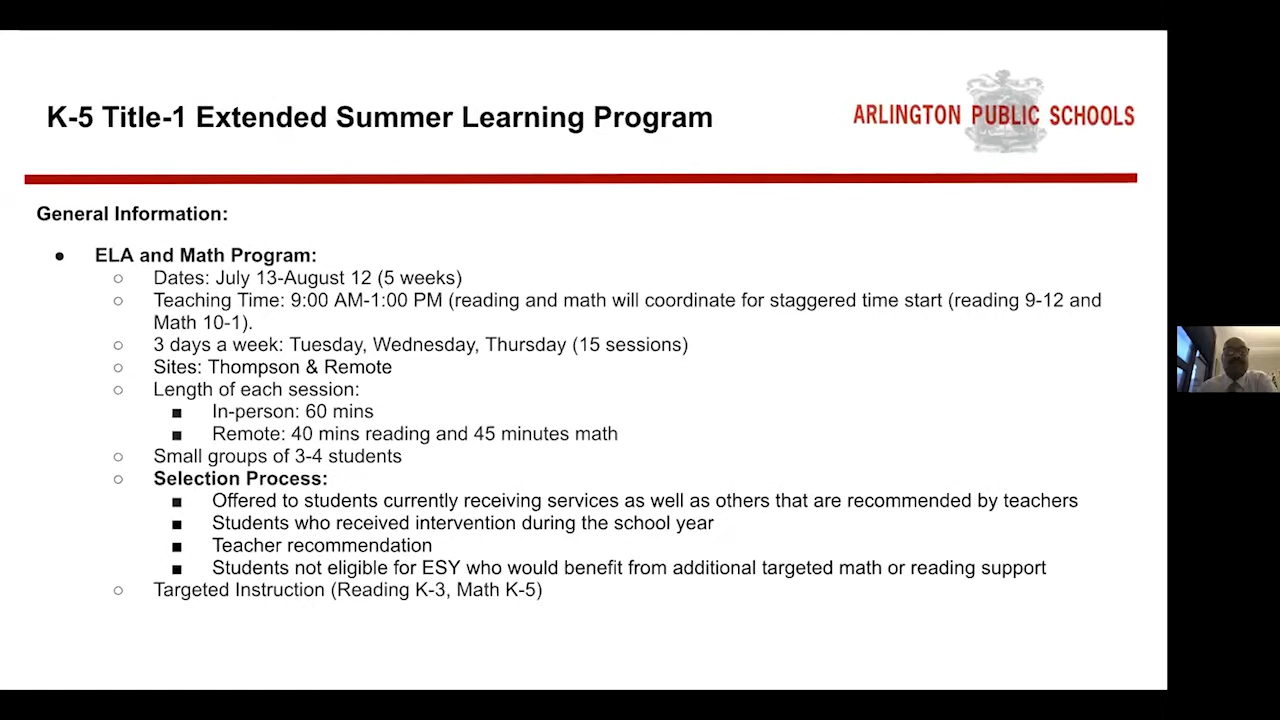 K-5 Title-1 Extended Summer Learning Program
ARLINGTON PUBLIC SCHOOLS
General Information:
● ELA and Math Program:
○ Dates: July 13-August 12 (5 weeks)
○ Teaching Time: 9:00 AM-1:00 PM (reading and math will coordinate for staggered time start (reading 9-12 and
Math 10-1).
○ 3 days a week: Tuesday, Wednesday, Thursday (15 sessions)
○ Sites: Thompson & Remote
○ Length of each session:
■ In-person: 60 mins
■ Remote: 40 mins reading and 45 minutes math
○ Small groups of 3-4 students
○ Selection Process:
■ Offered to students currently receiving services as well as others that are recommended by teachers
■ Students who received intervention during the school year
■ Teacher recommendation
■ Students not eligible for ESY who would benefit from additional targeted math or reading support
○ Targeted Instruction (Reading K-3, Math K-5)